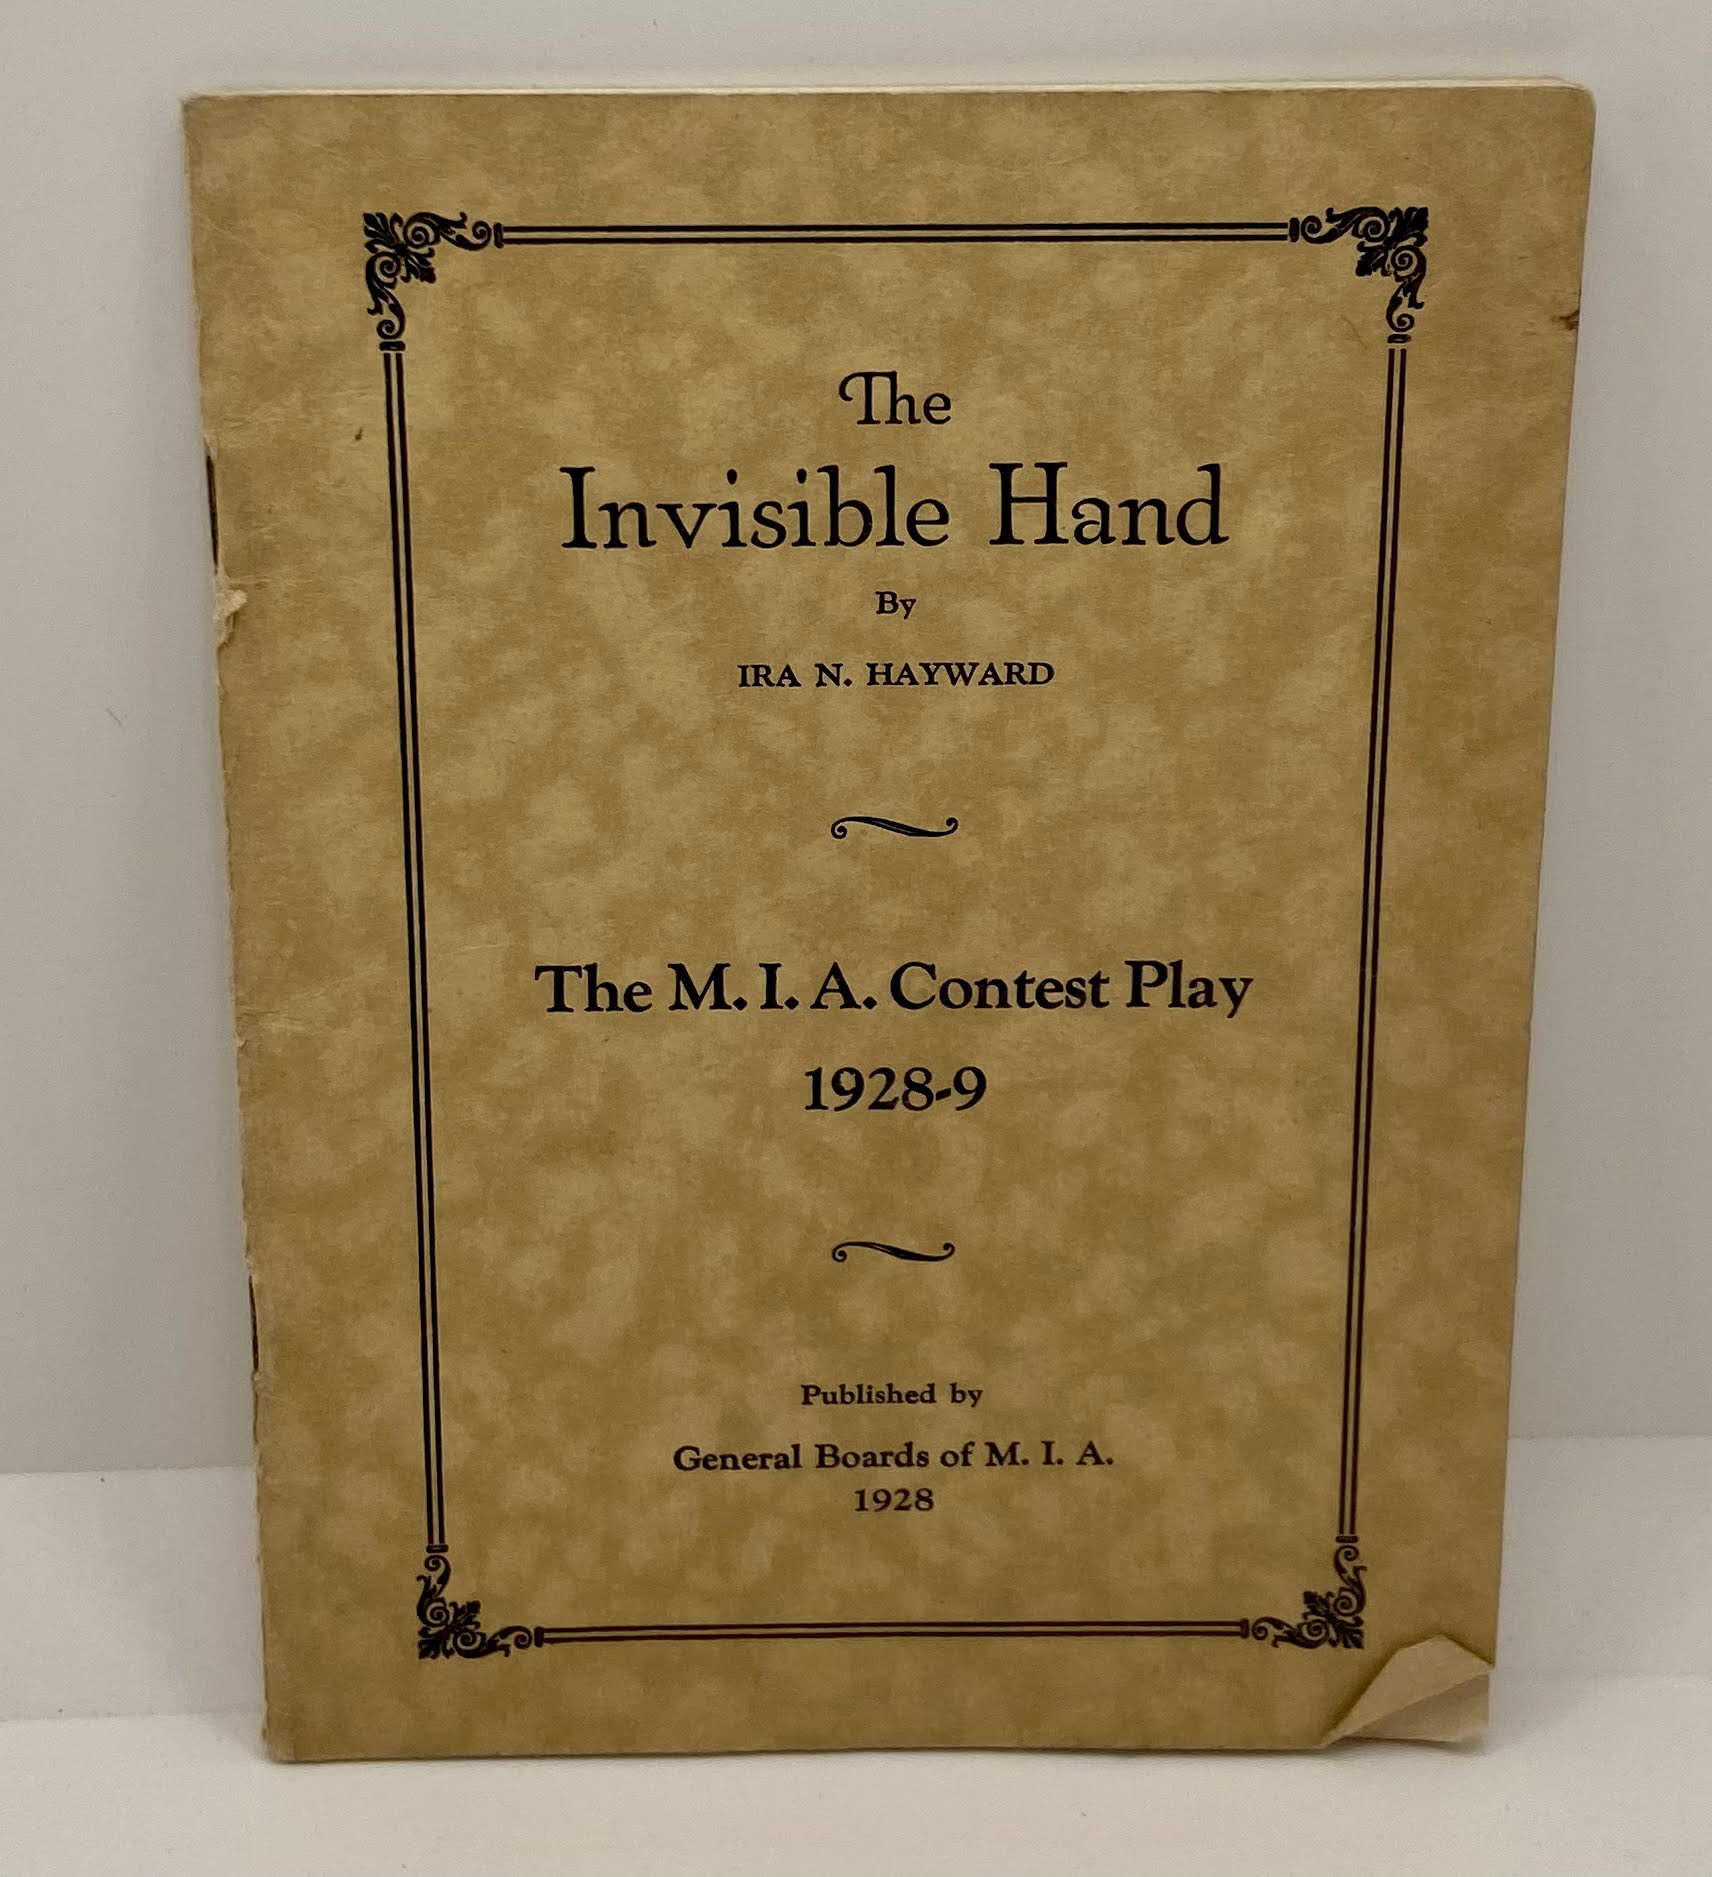 The
Invisible Hand
By
IRA N. HAYWARD
The M. I. A. Contest Play
1928-9
Published by
General Boards of M. I. A.
1928